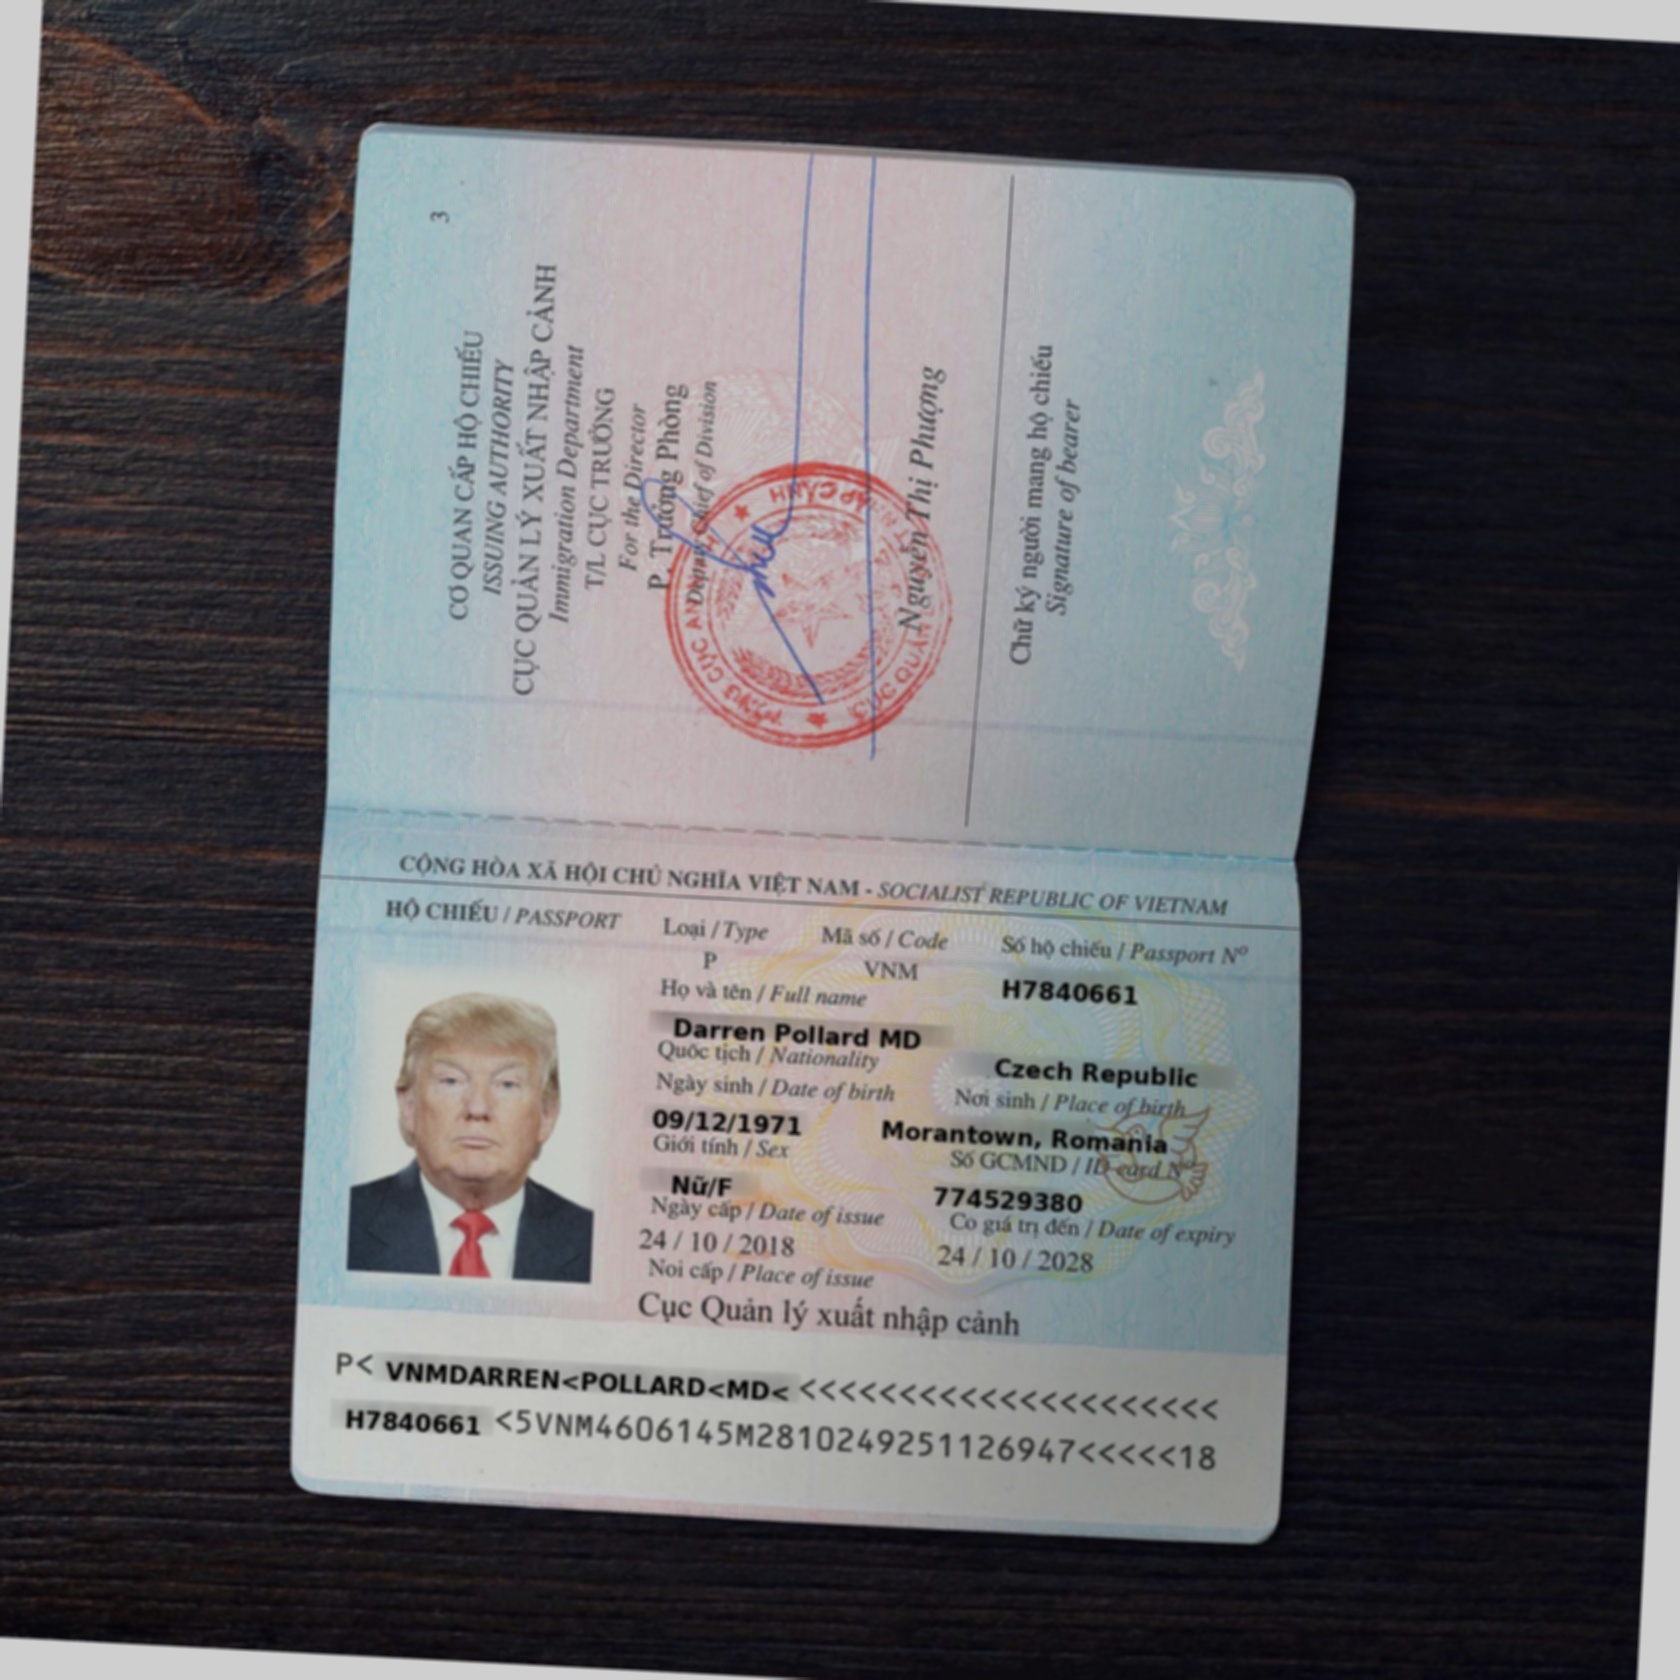 3
CƠ QUAN CẤP HỘ CHIẾU
ISSUING AUTHORITY
CỤC QUẢN LÝ XUẤT NHẬP CẢNH
Immigration Department
T/L CỤC TRƯỞNG
For the Director
P. Trưởng Phòng
Deputy Chief of Division
Nguyễn Thị Phượng
Chữ ký người mang hộ chiếu
Signature of bearer
CỘNG HÒA XÃ HỘI CHỦ NGHĨA VIỆT NAM - SOCIALIST REPUBLIC OF VIETNAM
HỘ CHIẾU / PASSPORT Loại / Type Mã số / Code Số hộ chiếu / Passport Nº
P VNM H7840661
Họ và tên / Full name
Darren Pollard MD
Quốc tịch / Nationality Czech Republic
Ngày sinh / Date of birth Nơi sinh / Place of birth
09/12/1971 Morantown, Romania
Giới tính / Sex Số GCMND / ID card Nº
Nữ/F 774529380
Ngày cấp / Date of issue Có giá trị đến / Date of expiry
24 / 10 / 2018 24 / 10 / 2028
Noi cấp / Place of issue
Cục Quản lý xuất nhập cảnh
P< VNMDARREN<POLLARD<MD< <<<<<<<<<<<<<<<<<<<<<<
H7840661 <5VNM4606145M2810249251126947<<<<<18